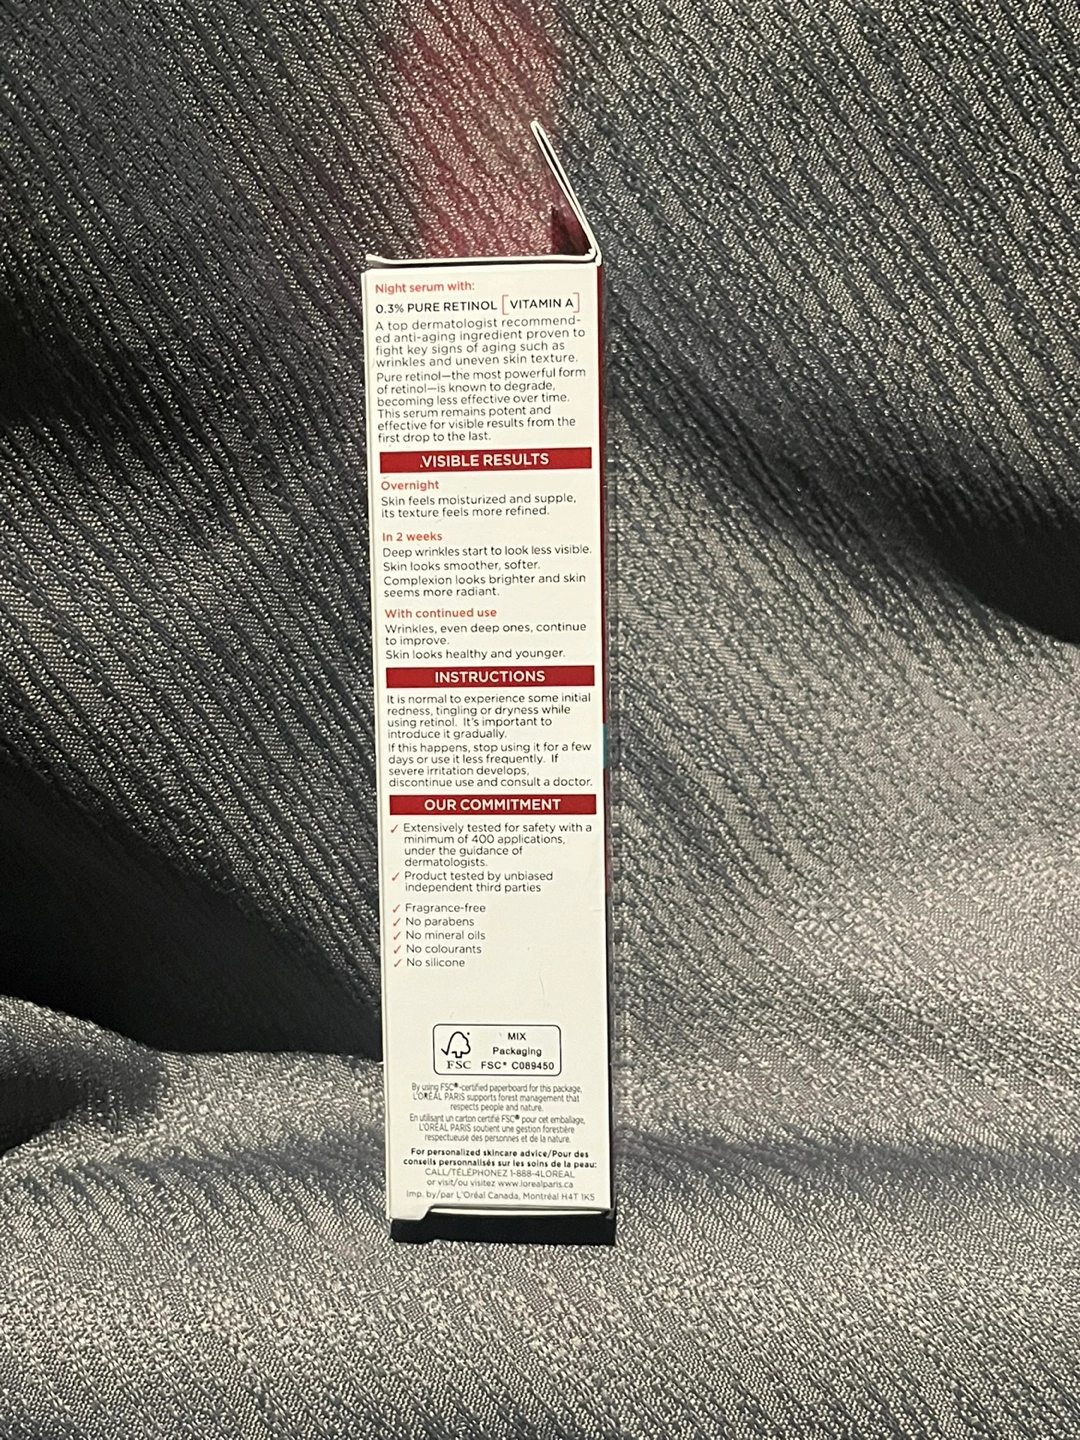 Night serum with:
0.3% PURE RETINOL [VITAMIN A]
A top dermatologist recommend-
ed anti-aging ingredient proven to
fight key signs of aging such as
wrinkles and uneven skin texture.
Pure retinol—the most powerful form
of retinol—is known to degrade,
becoming less effective over time.
This serum remains potent and
effective for visible results from the
first drop to the last.
VISIBLE RESULTS
Overnight
Skin feels moisturized and supple,
its texture feels more refined.
In 2 weeks
Deep wrinkles start to look less visible.
Skin looks smoother, softer.
Complexion looks brighter and skin
seems more radiant.
With continued use
Wrinkles, even deep ones, continue
to improve.
Skin looks healthy and younger.
INSTRUCTIONS
It is normal to experience some initial
redness, tingling or dryness while
using retinol. It's important to
introduce it gradually.
If this happens, stop using it for a few
days or use it less frequently. If
severe irritation develops,
discontinue use and consult a doctor.
OUR COMMITMENT
✓ Extensively tested for safety with a
minimum of 400 applications,
under the guidance of
dermatologists.
✓ Product tested by unbiased
independent third parties
✓ Fragrance-free
✓ No parabens
✓ No mineral oils
✓ No colourants
✓ No silicone
MIX
Packaging
FSC FSC® C089450
By using FSC®-certified paperboard for this package,
L'ORÉAL PARIS supports forest management that
respects people and nature.
En utilisant un carton certifié FSC® pour cet emballage,
L'ORÉAL PARIS soutient une gestion forestière
respectueuse des personnes et de la nature.
For personalized skincare advice/Pour des
conseils personnalisés sur les soins de la peau:
CALL/TÉLÉPHONEZ 1-888-4LOREAL
or visit/ou visitez www.lorealparis.ca
Imp. by/par L'Oréal Canada, Montréal H4T 1K5